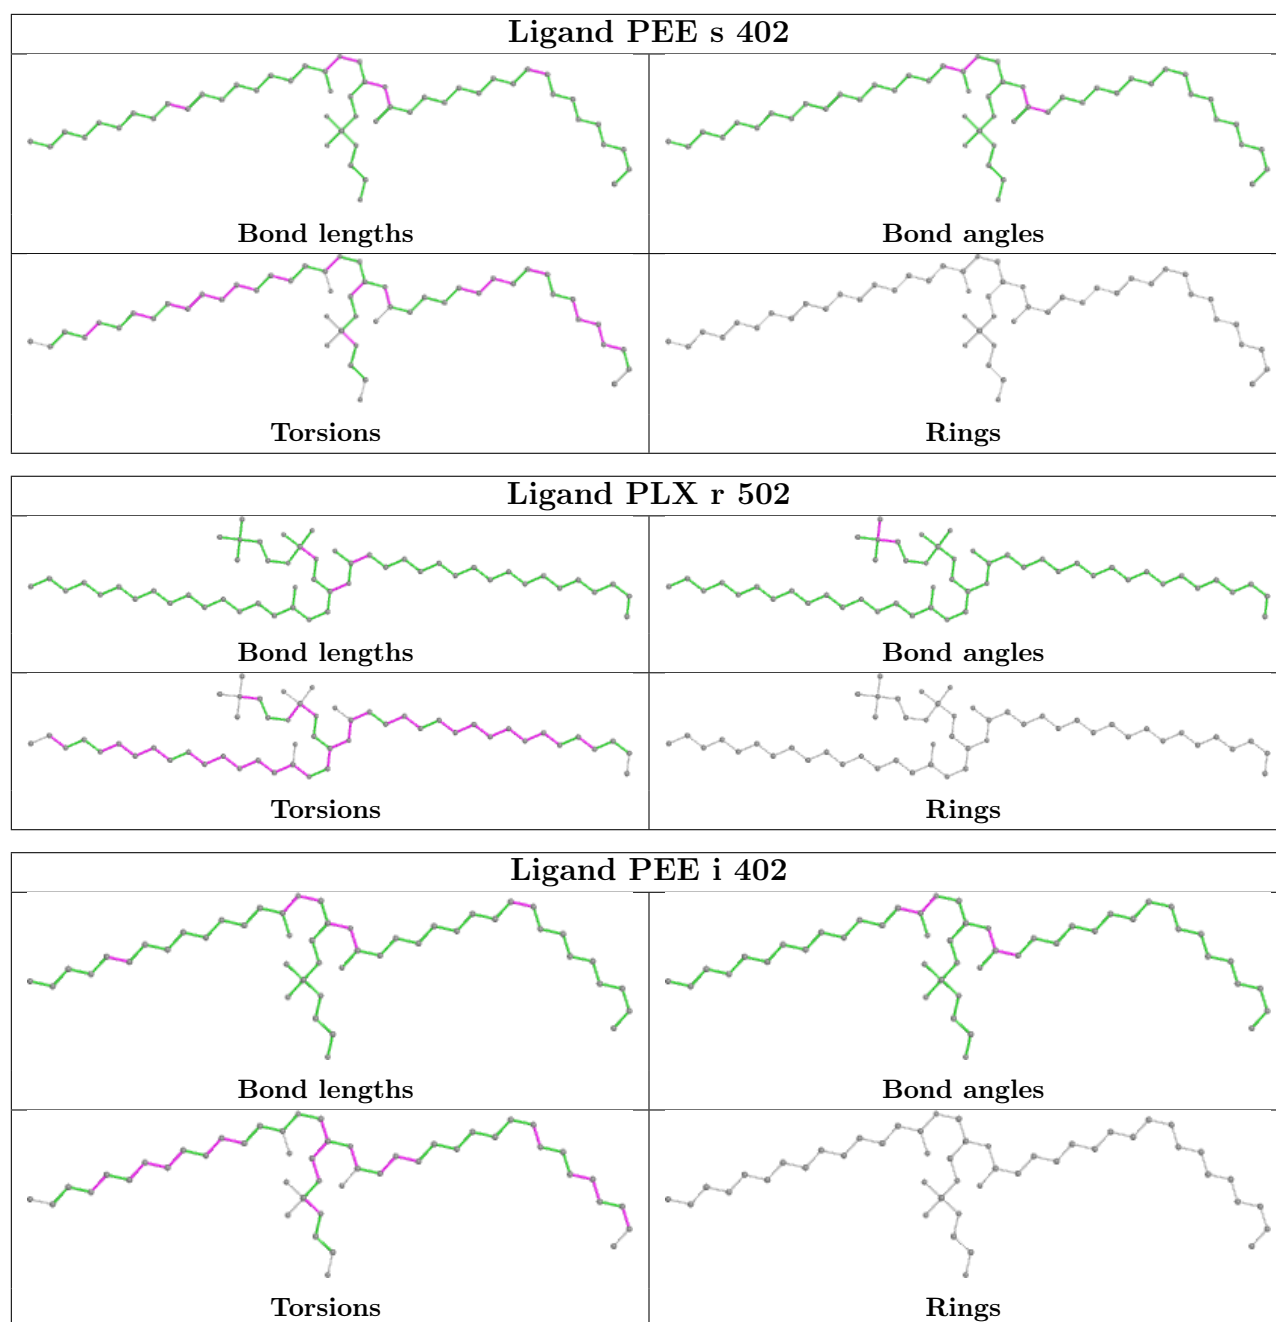 Ligand PEE s 402
Bond lengths
Bond angles
Torsions
Rings
Ligand PLX r 502
Bond lengths
Bond angles
Torsions
Rings
Ligand PEE i 402
Bond lengths
Bond angles
Torsions
Rings